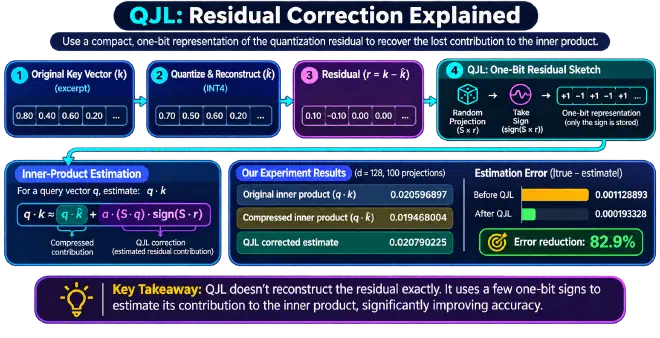 QJL: Residual Correction Explained
Use a compact, one-bit representation of the quantization residual to recover the lost contribution to the inner product.
1 Original Key Vector (k)
(excerpt)
0.80 0.40 0.60 0.20 ...
2 Quantize & Reconstruct (k̂)
(INT4)
0.70 0.50 0.60 0.20 ...
3 Residual (r = k − k̂)
0.10 −0.10 0.00 0.00 ...
4 QJL: One-Bit Residual Sketch
Random
Projection
(S × r)
→
Take
Sign
(sign(S × r))
→
+1 −1 +1 −1 +1 ...
One-bit representation
(only the sign is stored)
Inner-Product Estimation
For a query vector q, estimate: q · k
q · k ≈ q · k̂ + α · (S · q) · sign(S · r)
Compressed
contribution
QJL correction
(estimated residual contribution)
Our Experiment Results (d = 128, 100 projections)
Original inner product (q · k) 0.020596897
Compressed inner product (q · k̂) 0.019468004
QJL corrected estimate 0.020790225
Estimation Error (|true − estimate|)
Before QJL 0.001128893
After QJL 0.000193328
Error reduction: 82.9%
Key Takeaway: QJL doesn't reconstruct the residual exactly. It uses a few one-bit signs to
estimate its contribution to the inner product, significantly improving accuracy.